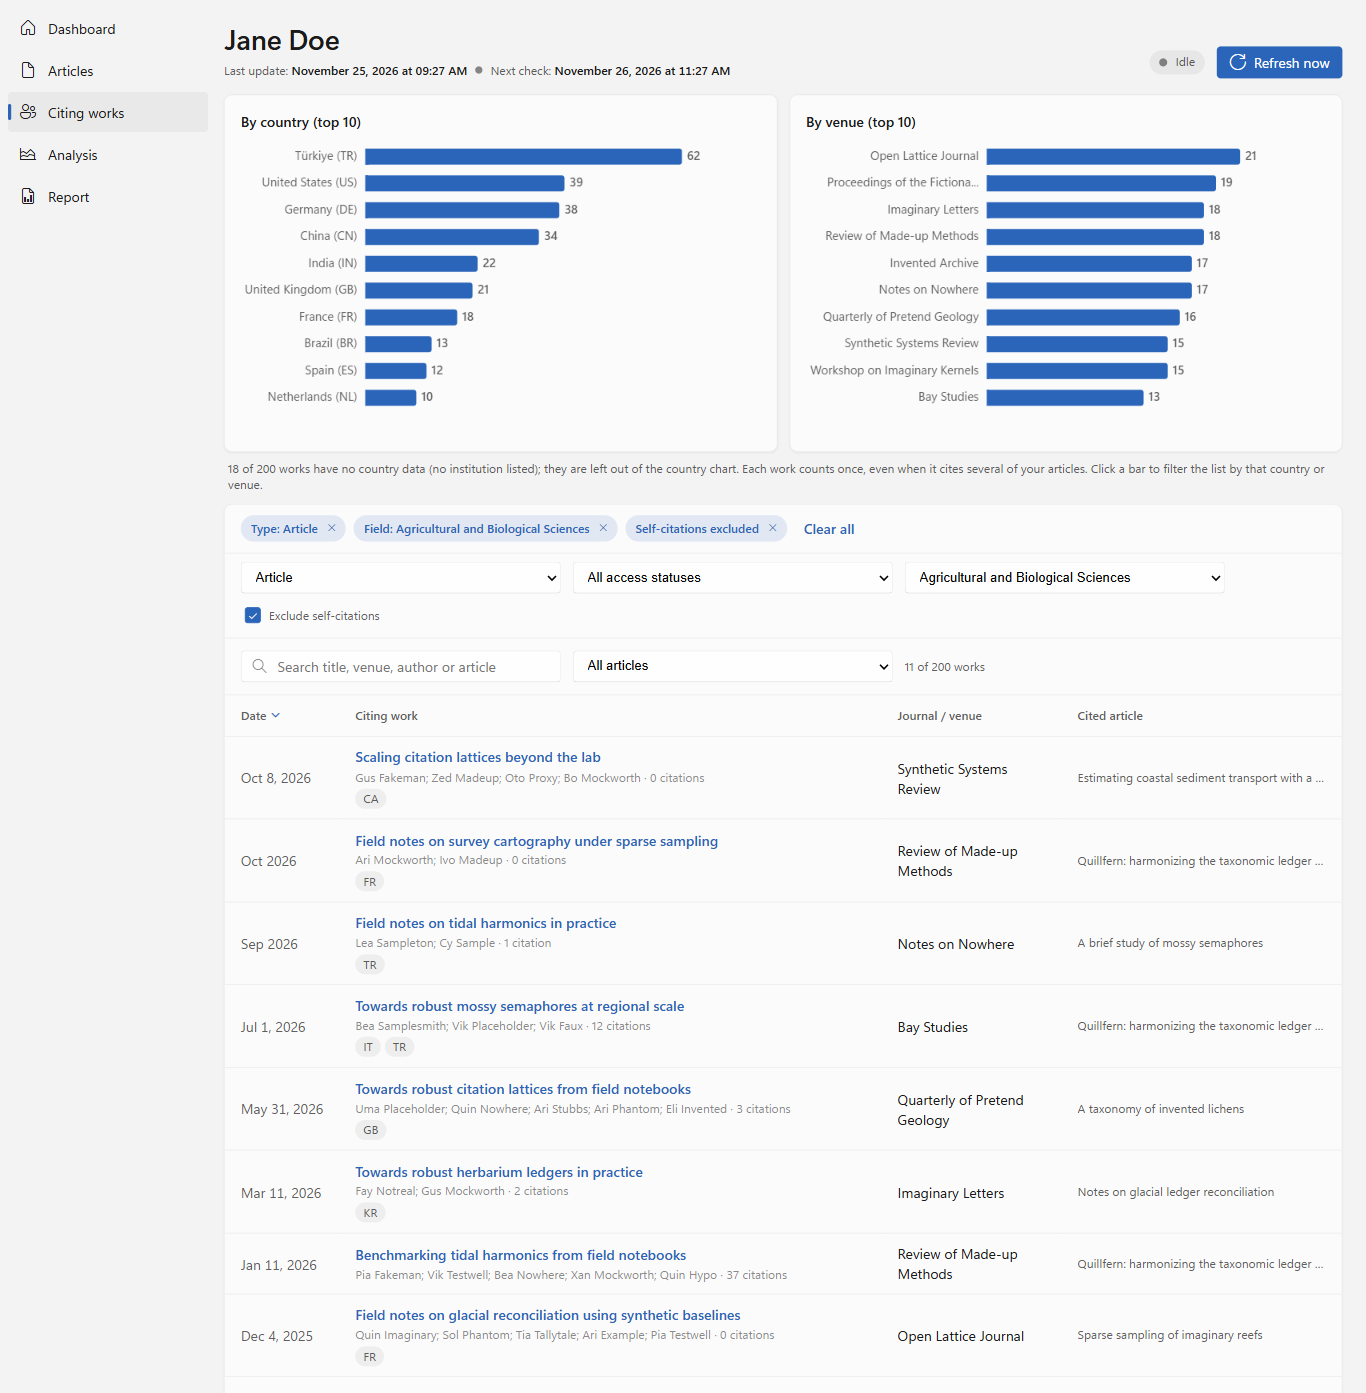 Dashboard
Articles
Citing works
Analysis
Report
Jane Doe
Last update: November 25, 2026 at 09:27 AM
Next check: November 26, 2026 at 11:27 AM
Idle
Refresh now
By country (top 10)
Türkiye (TR) 62
United States (US) 39
Germany (DE) 38
China (CN) 34
India (IN) 22
United Kingdom (GB) 21
France (FR) 18
Brazil (BR) 13
Spain (ES) 12
Netherlands (NL) 10
By venue (top 10)
Open Lattice Journal 21
Proceedings of the Fictiona... 19
Imaginary Letters 18
Review of Made-up Methods 18
Invented Archive 17
Notes on Nowhere 17
Quarterly of Pretend Geology 16
Synthetic Systems Review 15
Workshop on Imaginary Kernels 15
Bay Studies 13
18 of 200 works have no country data (no institution listed); they are left out of the country chart. Each work counts once, even when it cites several of your articles. Click a bar to filter the list by that country or
venue.
Type: Article
Field: Agricultural and Biological Sciences
Self-citations excluded
Clear all
Article
All access statuses
Agricultural and Biological Sciences
Exclude self-citations
Search title, venue, author or article
All articles
11 of 200 works
Date
Citing work
Journal / venue
Cited article
Oct 8, 2026
Scaling citation lattices beyond the lab
Gus Fakeman; Zed Madeup; Oto Proxy; Bo Mockworth · 0 citations
CA
Synthetic Systems
Review
Estimating coastal sediment transport with a ...
Oct 2026
Field notes on survey cartography under sparse sampling
Ari Mockworth; Ivo Madeup · 0 citations
FR
Review of Made-up
Methods
Quillfern: harmonizing the taxonomic ledger ...
Sep 2026
Field notes on tidal harmonics in practice
Lea Sampleton; Cy Sample · 1 citation
TR
Notes on Nowhere
A brief study of mossy semaphores
Jul 1, 2026
Towards robust mossy semaphores at regional scale
Bea Samplesmith; Vik Placeholder; Vik Faux · 12 citations
IT TR
Bay Studies
Quillfern: harmonizing the taxonomic ledger ...
May 31, 2026
Towards robust citation lattices from field notebooks
Uma Placeholder; Quin Nowhere; Ari Stubbs; Ari Phantom; Eli Invented · 3 citations
GB
Quarterly of Pretend
Geology
A taxonomy of invented lichens
Mar 11, 2026
Towards robust herbarium ledgers in practice
Fay Notreal; Gus Mockworth · 2 citations
KR
Imaginary Letters
Notes on glacial ledger reconciliation
Jan 11, 2026
Benchmarking tidal harmonics from field notebooks
Pia Fakeman; Vik Testwell; Bea Nowhere; Xan Mockworth; Quin Hypo · 37 citations
Review of Made-up
Methods
Quillfern: harmonizing the taxonomic ledger ...
Dec 4, 2025
Field notes on glacial reconciliation using synthetic baselines
Quin Imaginary; Sol Phantom; Tia Tallytale; Ari Example; Pia Testwell · 0 citations
FR
Open Lattice Journal
Sparse sampling of imaginary reefs